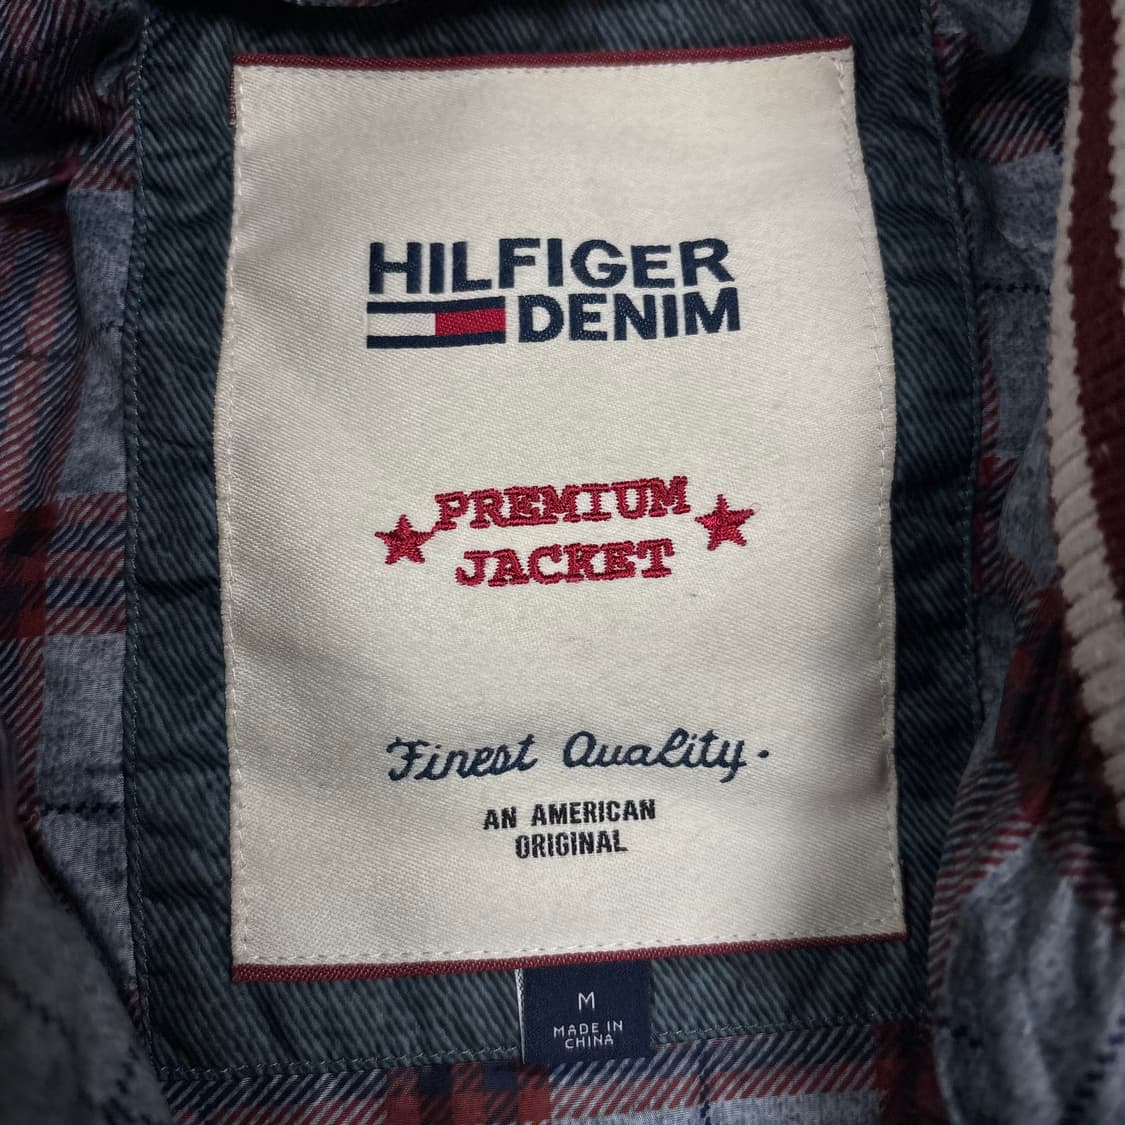 HILFIGER
DENIM
PREMIUM
JACKET
Finest Quality.
AN AMERICAN
ORIGINAL
M
MADE IN
CHINA